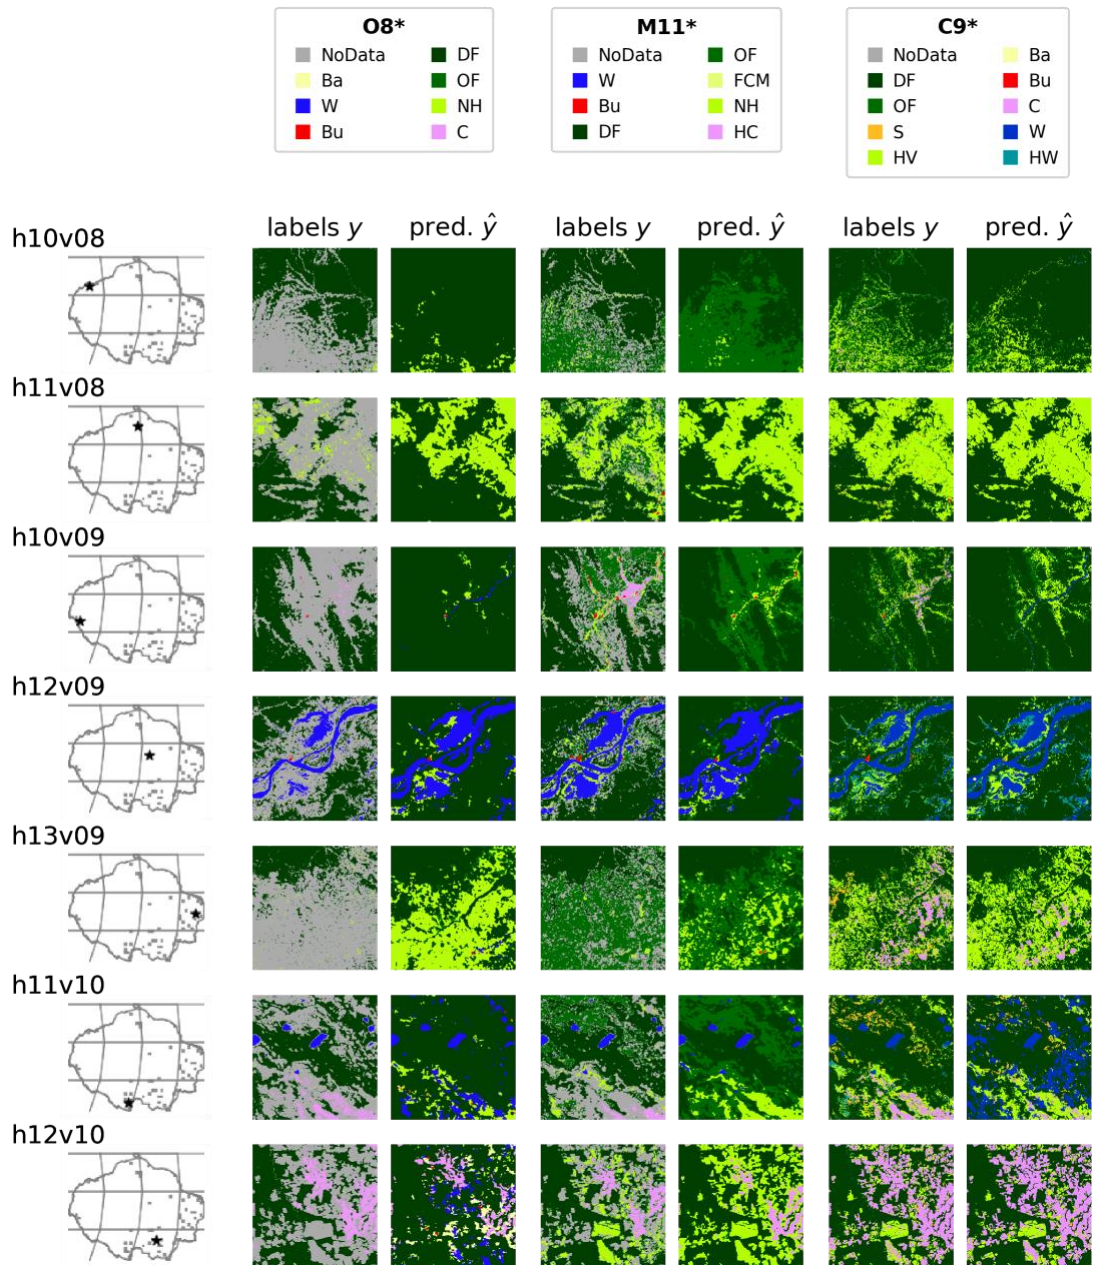 O8*
NoData
Ba
W
Bu
DF
OF
NH
C
M11*
NoData
W
Bu
DF
OF
FCM
NH
HC
C9*
NoData
DF
OF
S
HV
Ba
Bu
C
W
HW
labels y pred. ŷ labels y pred. ŷ labels y pred. ŷ
h10v08
h11v08
h10v09
h12v09
h13v09
h11v10
h12v10